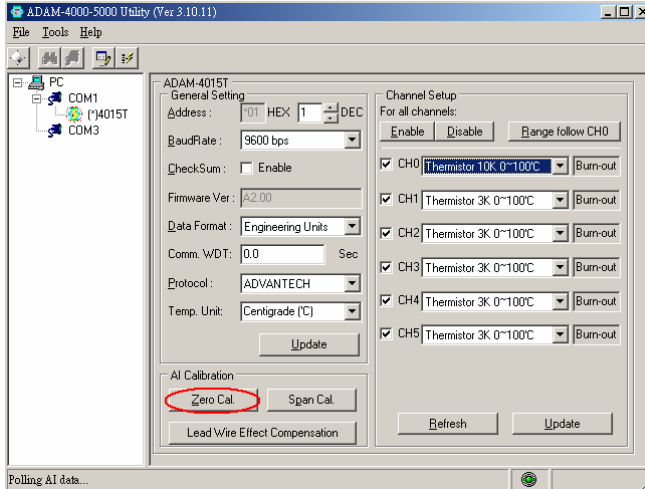 ADAM-4000-5000 Utility (Ver 3.10.11)
File Tools Help
PC
COM1
(*)4015T
COM3
ADAM-4015T
General Setting
Address : *01 HEX 1 DEC
BaudRate : 9600 bps
CheckSum : Enable
Firmware Ver : A2.00
Data Format : Engineering Units
Comm. WDT: 0.0 Sec
Protocol : ADVANTECH
Temp. Unit: Centigrade (℃)
Update
AI Calibration
Zero Cal. Span Cal.
Lead Wire Effect Compensation
Channel Setup
For all channels:
Enable Disable Range follow CH0
CH0 Thermistor 10K 0~100℃ Burn-out
CH1 Thermistor 3K 0~100℃ Burn-out
CH2 Thermistor 3K 0~100℃ Burn-out
CH3 Thermistor 3K 0~100℃ Burn-out
CH4 Thermistor 3K 0~100℃ Burn-out
CH5 Thermistor 3K 0~100℃ Burn-out
Refresh Update
Polling AI data...